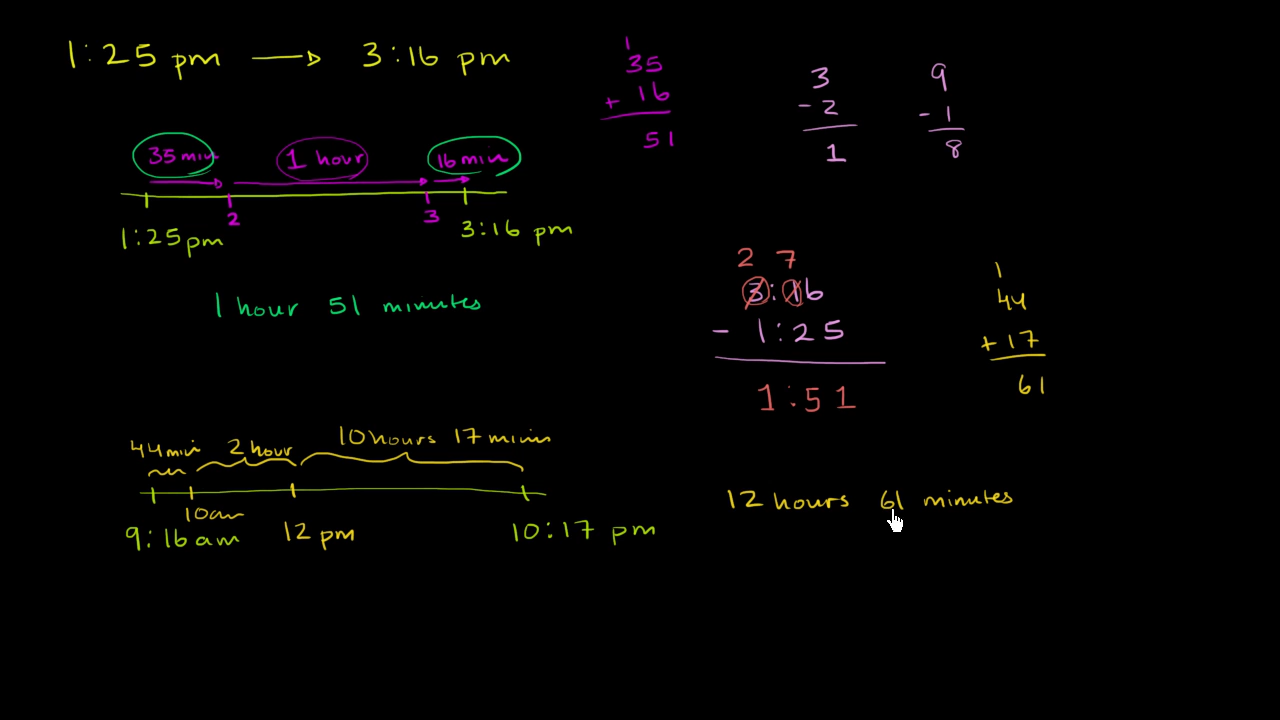 1:25 pm → 3:16 pm
1
35
+ 16
51
3
- 2
1
9
- 1
8
35 min 1 hour 16 min
2 3
1:25pm 3:16 pm
1 hour 51 minutes
2 7
3:16
- 1:25
1:51
1
44
+ 17
61
44 min 2 hour 10 hours 17 min
10am
9:16 am 12 pm 10:17 pm
12 hours 61 minutes